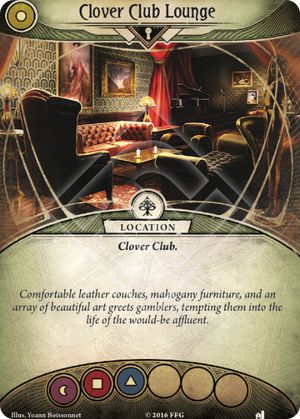 Clover Club Lounge
LOCATION
Clover Club.
Comfortable leather couches, mahogany furniture, and an
array of beautiful art greets gamblers, tempting them into the
life of the would-be affluent.
Illus. Yoann Boissonnet
© 2016 FFG